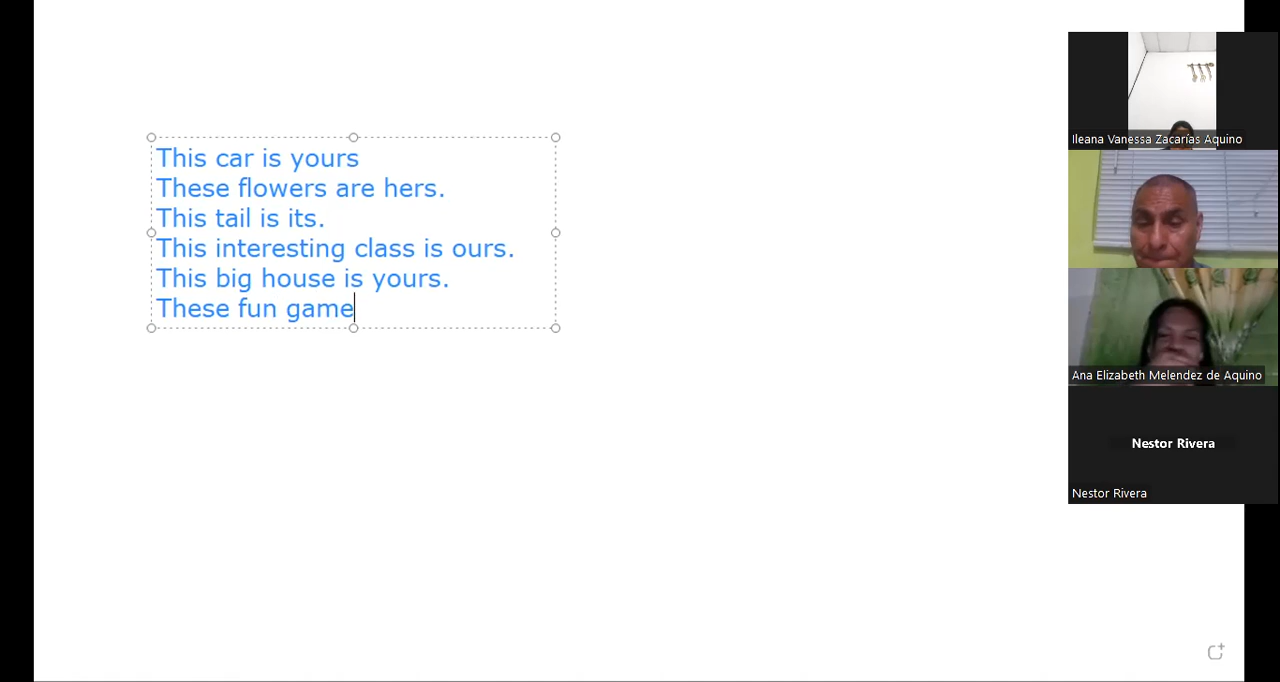 This car is yours
These flowers are hers.
This tail is its.
This interesting class is ours.
This big house is yours.
These fun game
Ileana Vanessa Zacarías Aquino
Ana Elizabeth Melendez de Aquino
Nestor Rivera
Nestor Rivera